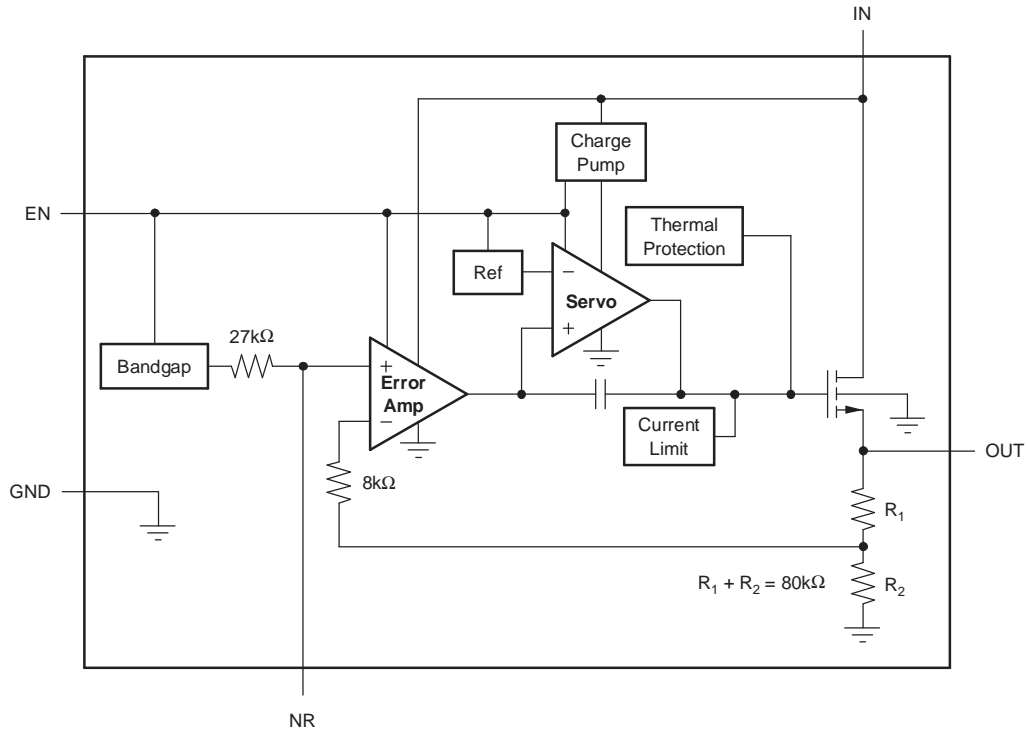 IN
Charge
Pump
EN
Thermal
Protection
Ref
−
Servo
+
27kΩ
Bandgap
+
Error
Amp
−
Current
Limit
OUT
8kΩ
GND
R1
R1 + R2 = 80kΩ
R2
NR